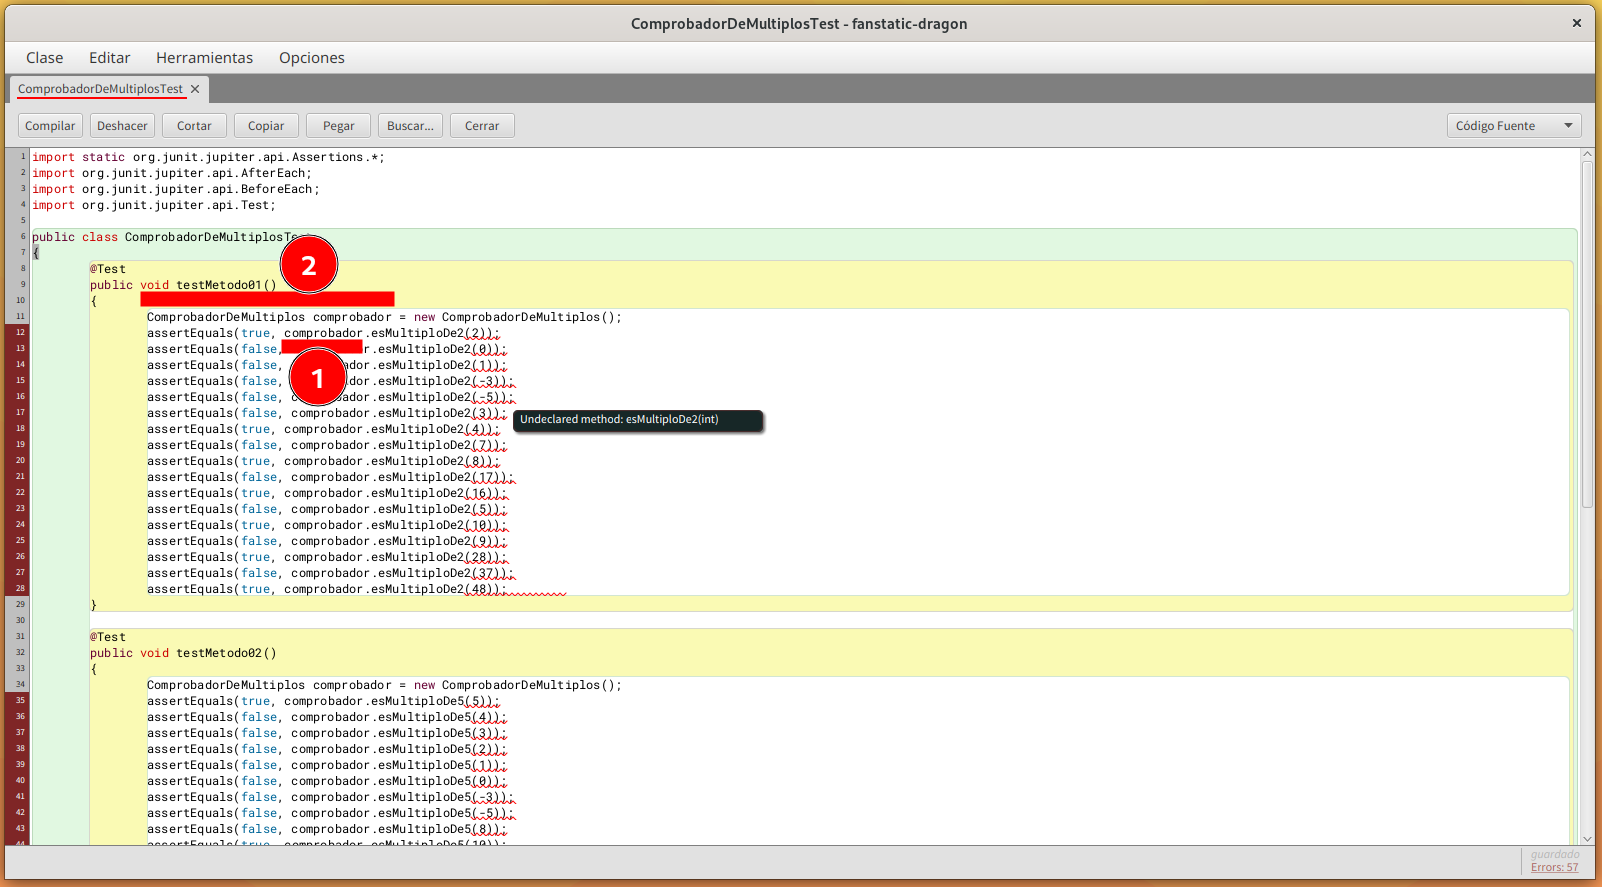 ComprobadorDeMultiplosTest - fanstatic-dragon
Clase Editar Herramientas Opciones
ComprobadorDeMultiplosTest
Compilar Deshacer Cortar Copiar Pegar Buscar... Cerrar Código Fuente
1 import static org.junit.jupiter.api.Assertions.*;
2 import org.junit.jupiter.api.AfterEach;
3 import org.junit.jupiter.api.BeforeEach;
4 import org.junit.jupiter.api.Test;
5
6 public class ComprobadorDeMultiplosTe
7 {
2
8 @Test
9 public void testMetodo01()
10 {
11 ComprobadorDeMultiplos comprobador = new ComprobadorDeMultiplos();
12 assertEquals(true, comprobador.esMultiploDe2(2));
13 assertEquals(false, r.esMultiploDe2(0));
14 assertEquals(false, ador.esMultiploDe2(1));
1
15 assertEquals(false, dor.esMultiploDe2(-3));
16 assertEquals(false, c dor.esMultiploDe2(-5));
17 assertEquals(false, comprobador.esMultiploDe2(3));
Undeclared method: esMultiploDe2(int)
18 assertEquals(true, comprobador.esMultiploDe2(4));
19 assertEquals(false, comprobador.esMultiploDe2(7));
20 assertEquals(true, comprobador.esMultiploDe2(8));
21 assertEquals(false, comprobador.esMultiploDe2(17));
22 assertEquals(true, comprobador.esMultiploDe2(16));
23 assertEquals(false, comprobador.esMultiploDe2(5));
24 assertEquals(true, comprobador.esMultiploDe2(10));
25 assertEquals(false, comprobador.esMultiploDe2(9));
26 assertEquals(true, comprobador.esMultiploDe2(28));
27 assertEquals(false, comprobador.esMultiploDe2(37));
28 assertEquals(true, comprobador.esMultiploDe2(48));
29 }
30
31 @Test
32 public void testMetodo02()
33 {
34 ComprobadorDeMultiplos comprobador = new ComprobadorDeMultiplos();
35 assertEquals(true, comprobador.esMultiploDe5(5));
36 assertEquals(false, comprobador.esMultiploDe5(4));
37 assertEquals(false, comprobador.esMultiploDe5(3));
38 assertEquals(false, comprobador.esMultiploDe5(2));
39 assertEquals(false, comprobador.esMultiploDe5(1));
40 assertEquals(false, comprobador.esMultiploDe5(0));
41 assertEquals(false, comprobador.esMultiploDe5(-3));
42 assertEquals(false, comprobador.esMultiploDe5(-5));
43 assertEquals(false, comprobador.esMultiploDe5(8));
44 assertEquals(true, comprobador.esMultiploDe5(10));
guardado
Errors: 57